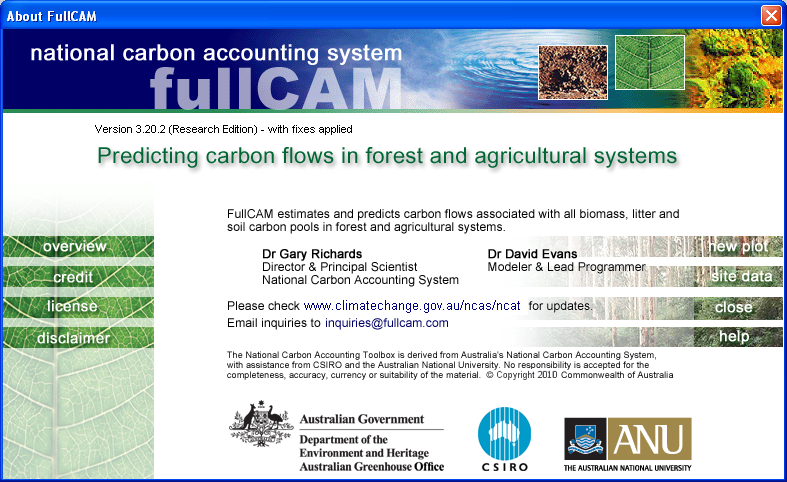 About FullCAM
national carbon accounting system
fullCAM
Version 3.20.2 (Research Edition) - with fixes applied
Predicting carbon flows in forest and agricultural systems
FullCAM estimates and predicts carbon flows associated with all biomass, litter and
soil carbon pools in forest and agricultural systems.
overview
credit
license
disclaimer
Dr Gary Richards
Director & Principal Scientist
National Carbon Accounting System
Dr David Evans
Modeler & Lead Programmer
new plot
site data
close
help
Please check www.climatechange.gov.au/ncas/ncat for updates.
Email inquiries to inquiries@fullcam.com
The National Carbon Accounting Toolbox is derived from Australia's National Carbon Accounting System,
with assistance from CSIRO and the Australian National University. No responsibility is accepted for the
completeness, accuracy, currency or suitability of the material. © Copyright 2010 Commonwealth of Australia
Australian Government
Department of the
Environment and Heritage
Australian Greenhouse Office
CSIRO
ANU
THE AUSTRALIAN NATIONAL UNIVERSITY